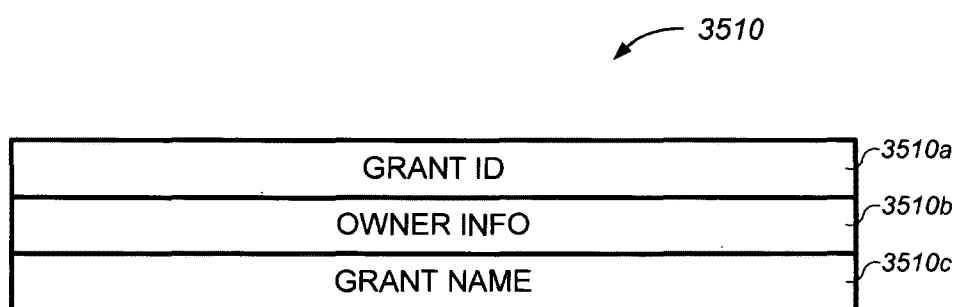 3510
GRANT ID
3510a
OWNER INFO
3510b
GRANT NAME
3510c